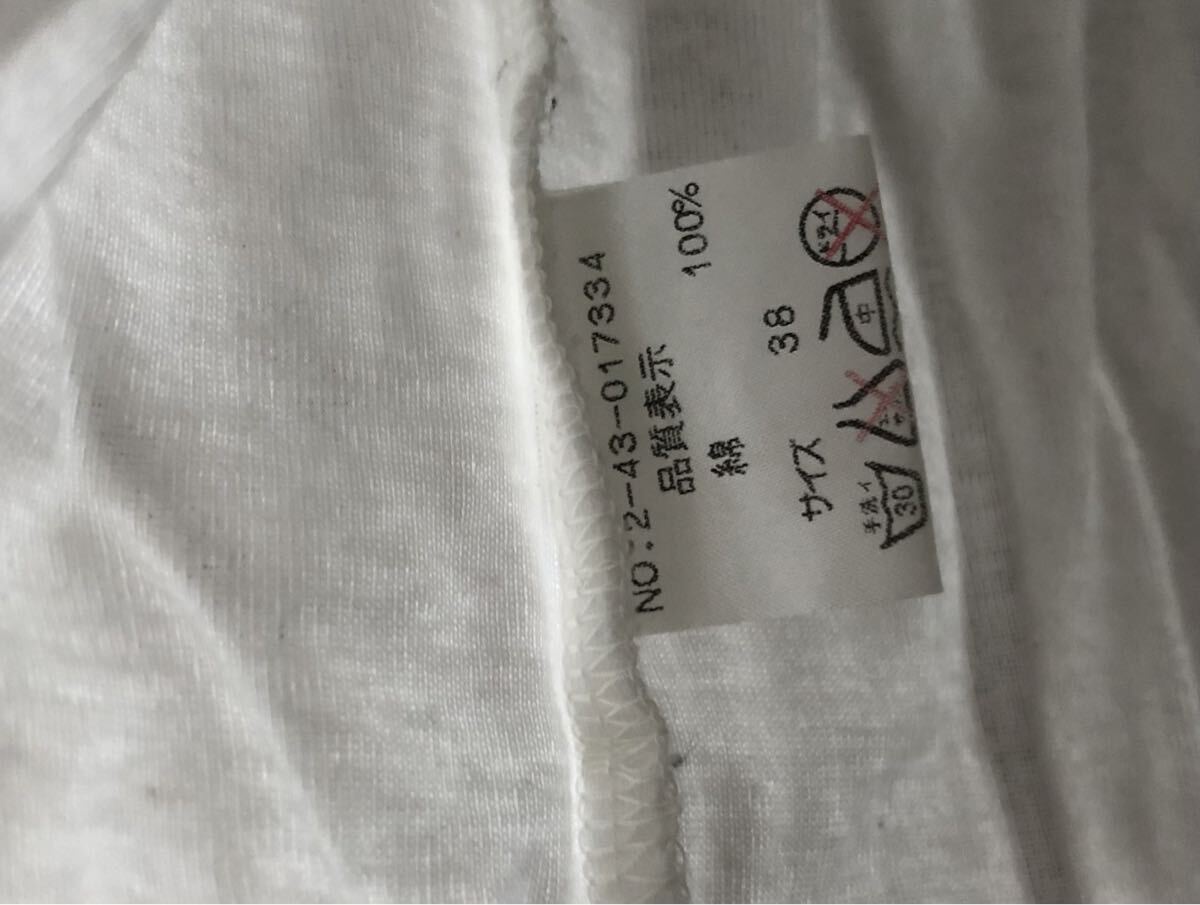 NO:2-43-017334
品質表示
綿 100%
サイズ 38
手洗イ 30 中 ドライ